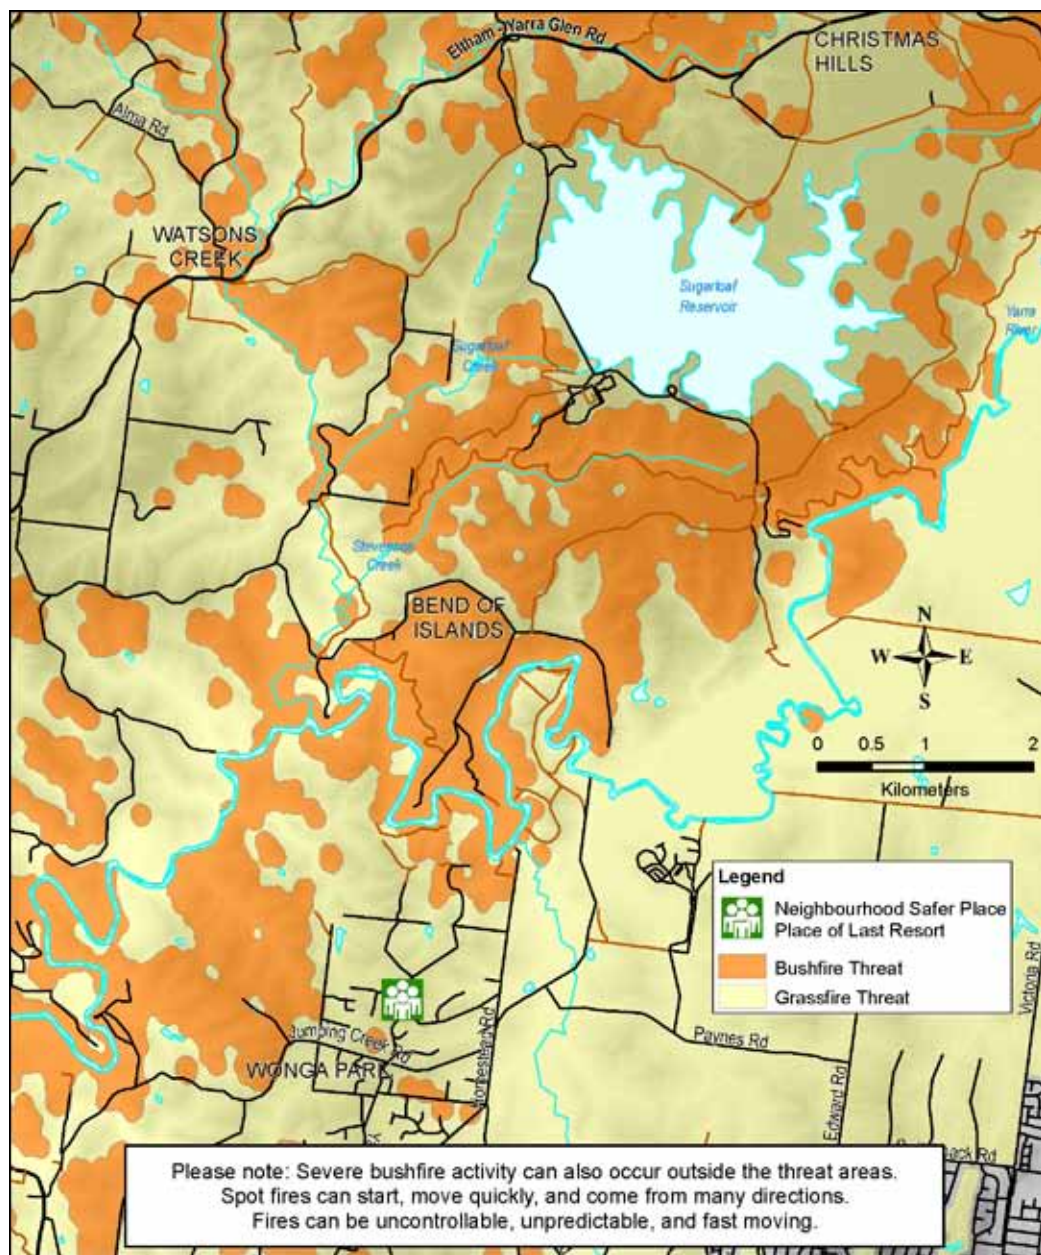 Eltham - Yarra Glen Rd
CHRISTMAS
HILLS
Alma Rd
WATSONS
CREEK
Sugarloaf
Reservoir
Yarra
River
Sugarloaf
Creek
Stevenson
Creek
BEND OF
ISLANDS
N
W E
S
0 0.5 1 2
Kilometers
Legend
Neighbourhood Safer Place
Place of Last Resort
Bushfire Threat
Grassfire Threat
Victoria Rd
Jumping Creek Rd
Homestead Rd
Paynes Rd
WONGA PARK
Edward Rd
Rd
Please note: Severe bushfire activity can also occur outside the threat areas.
Spot fires can start, move quickly, and come from many directions.
Fires can be uncontrollable, unpredictable, and fast moving.